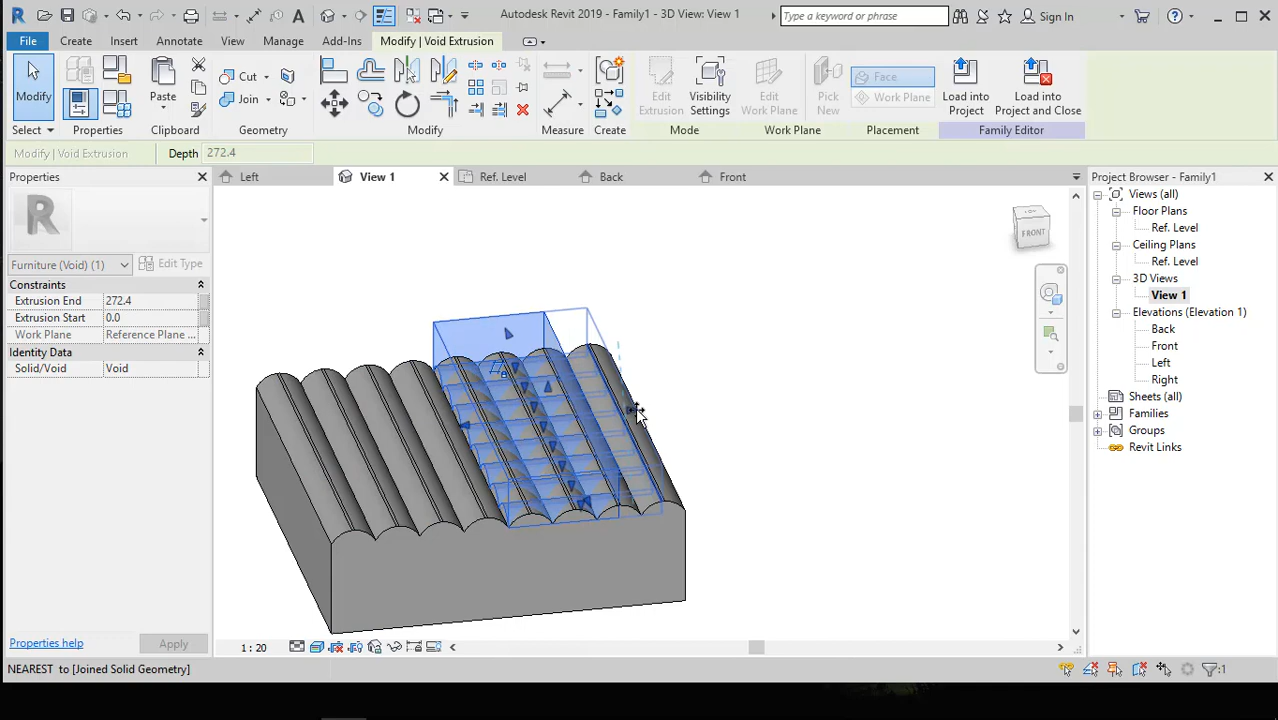 Autodesk Revit 2019 - Family1 - 3D View: View 1
Type a keyword or phrase
Sign In
File Create Insert Annotate View Manage Add-Ins Modify | Void Extrusion
Modify
Paste
Cut
Join
Edit
Extrusion
Visibility
Settings
Edit
Work Plane
Pick
New
Face
Work Plane
Load into
Project
Load into
Project and Close
Select Properties Clipboard Geometry Modify Measure Create Mode Work Plane Placement Family Editor
Modify | Void Extrusion Depth 272.4
Properties
Left View 1 Ref. Level Back Front
Project Browser - Family1
R
Furniture (Void) (1) Edit Type
Constraints
Extrusion End 272.4
Extrusion Start 0.0
Work Plane Reference Plane ...
Identity Data
Solid/Void Void
Properties help Apply
FRONT
Views (all)
Floor Plans
Ref. Level
Ceiling Plans
Ref. Level
3D Views
View 1
Elevations (Elevation 1)
Back
Front
Left
Right
Sheets (all)
Families
Groups
Revit Links
1 : 20
NEAREST to [Joined Solid Geometry]
:1